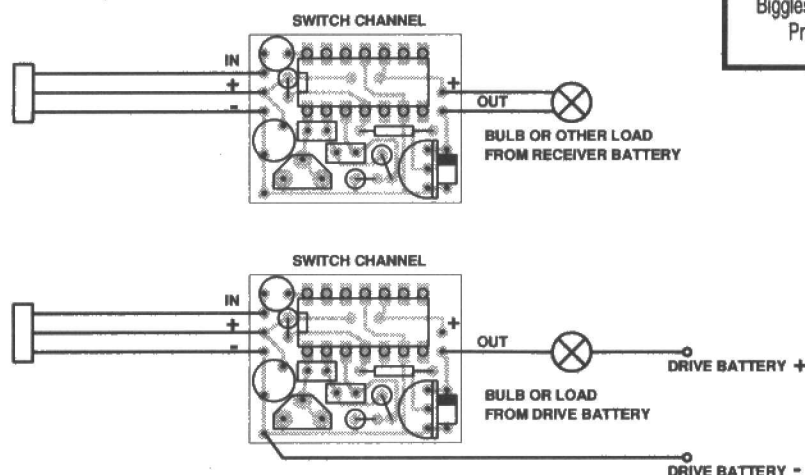 Biggles
Pr
SWITCH CHANNEL
IN
+
-
+
OUT
BULB OR OTHER LOAD
FROM RECEIVER BATTERY
SWITCH CHANNEL
IN
+
-
+
OUT
DRIVE BATTERY +
BULB OR LOAD
FROM DRIVE BATTERY
DRIVE BATTERY -